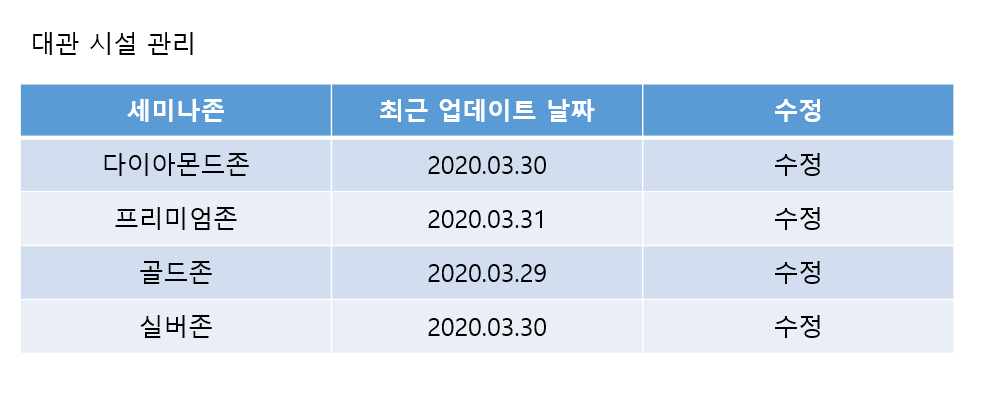 대관 시설 관리
세미나존 최근 업데이트 날짜 수정
다이아몬드존 2020.03.30 수정
프리미엄존 2020.03.31 수정
골드존 2020.03.29 수정
실버존 2020.03.30 수정